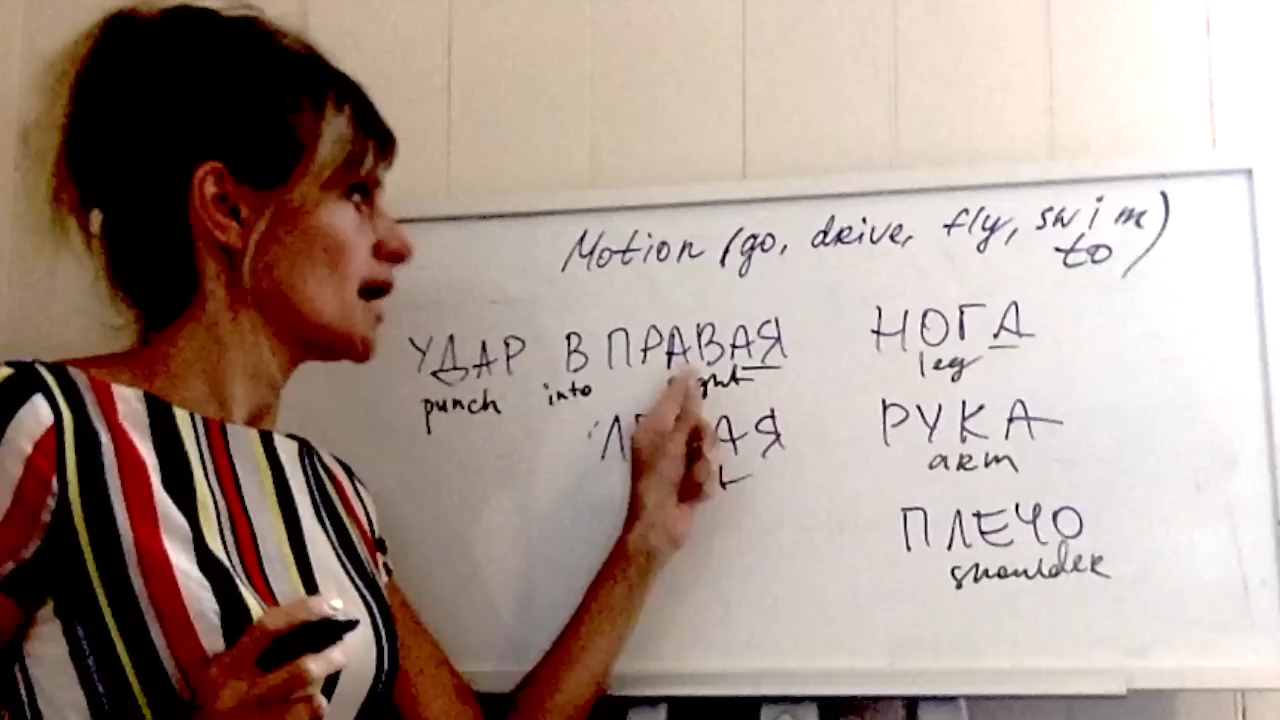 Motion (go, drive, fly, swim)
to
УДАР В ПРАВАЯ НОГА
punch into leg
РУКА
arm
ПЛЕЧО
shoulder